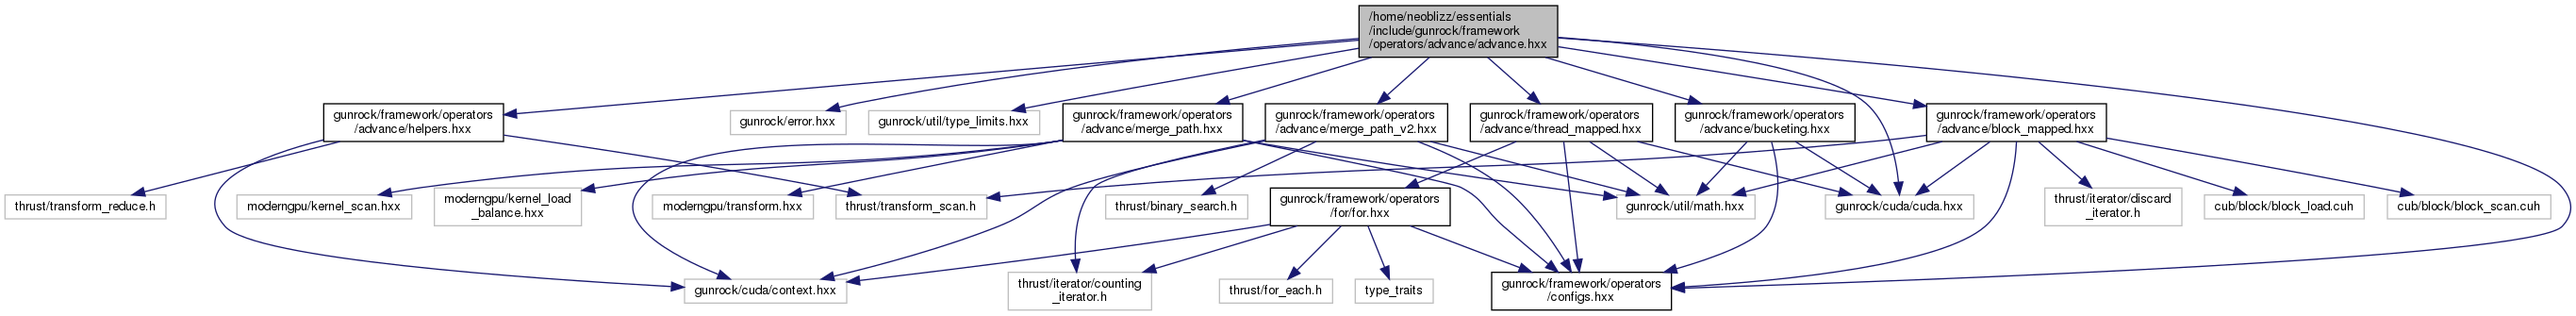 /home/neoblizz/essentials
/include/gunrock/framework
/operators/advance/advance.hxx
gunrock/framework/operators
/advance/helpers.hxx
gunrock/error.hxx
gunrock/util/type_limits.hxx
gunrock/framework/operators
/advance/merge_path.hxx
gunrock/framework/operators
/advance/merge_path_v2.hxx
gunrock/framework/operators
/advance/thread_mapped.hxx
gunrock/framework/operators
/advance/bucketing.hxx
gunrock/framework/operators
/advance/block_mapped.hxx
thrust/transform_reduce.h
moderngpu/kernel_scan.hxx
moderngpu/kernel_load
_balance.hxx
moderngpu/transform.hxx
thrust/transform_scan.h
thrust/binary_search.h
gunrock/framework/operators
/for/for.hxx
gunrock/util/math.hxx
gunrock/cuda/cuda.hxx
thrust/iterator/discard
_iterator.h
cub/block/block_load.cuh
cub/block/block_scan.cuh
gunrock/cuda/context.hxx
thrust/iterator/counting
_iterator.h
thrust/for_each.h
type_traits
gunrock/framework/operators
/configs.hxx